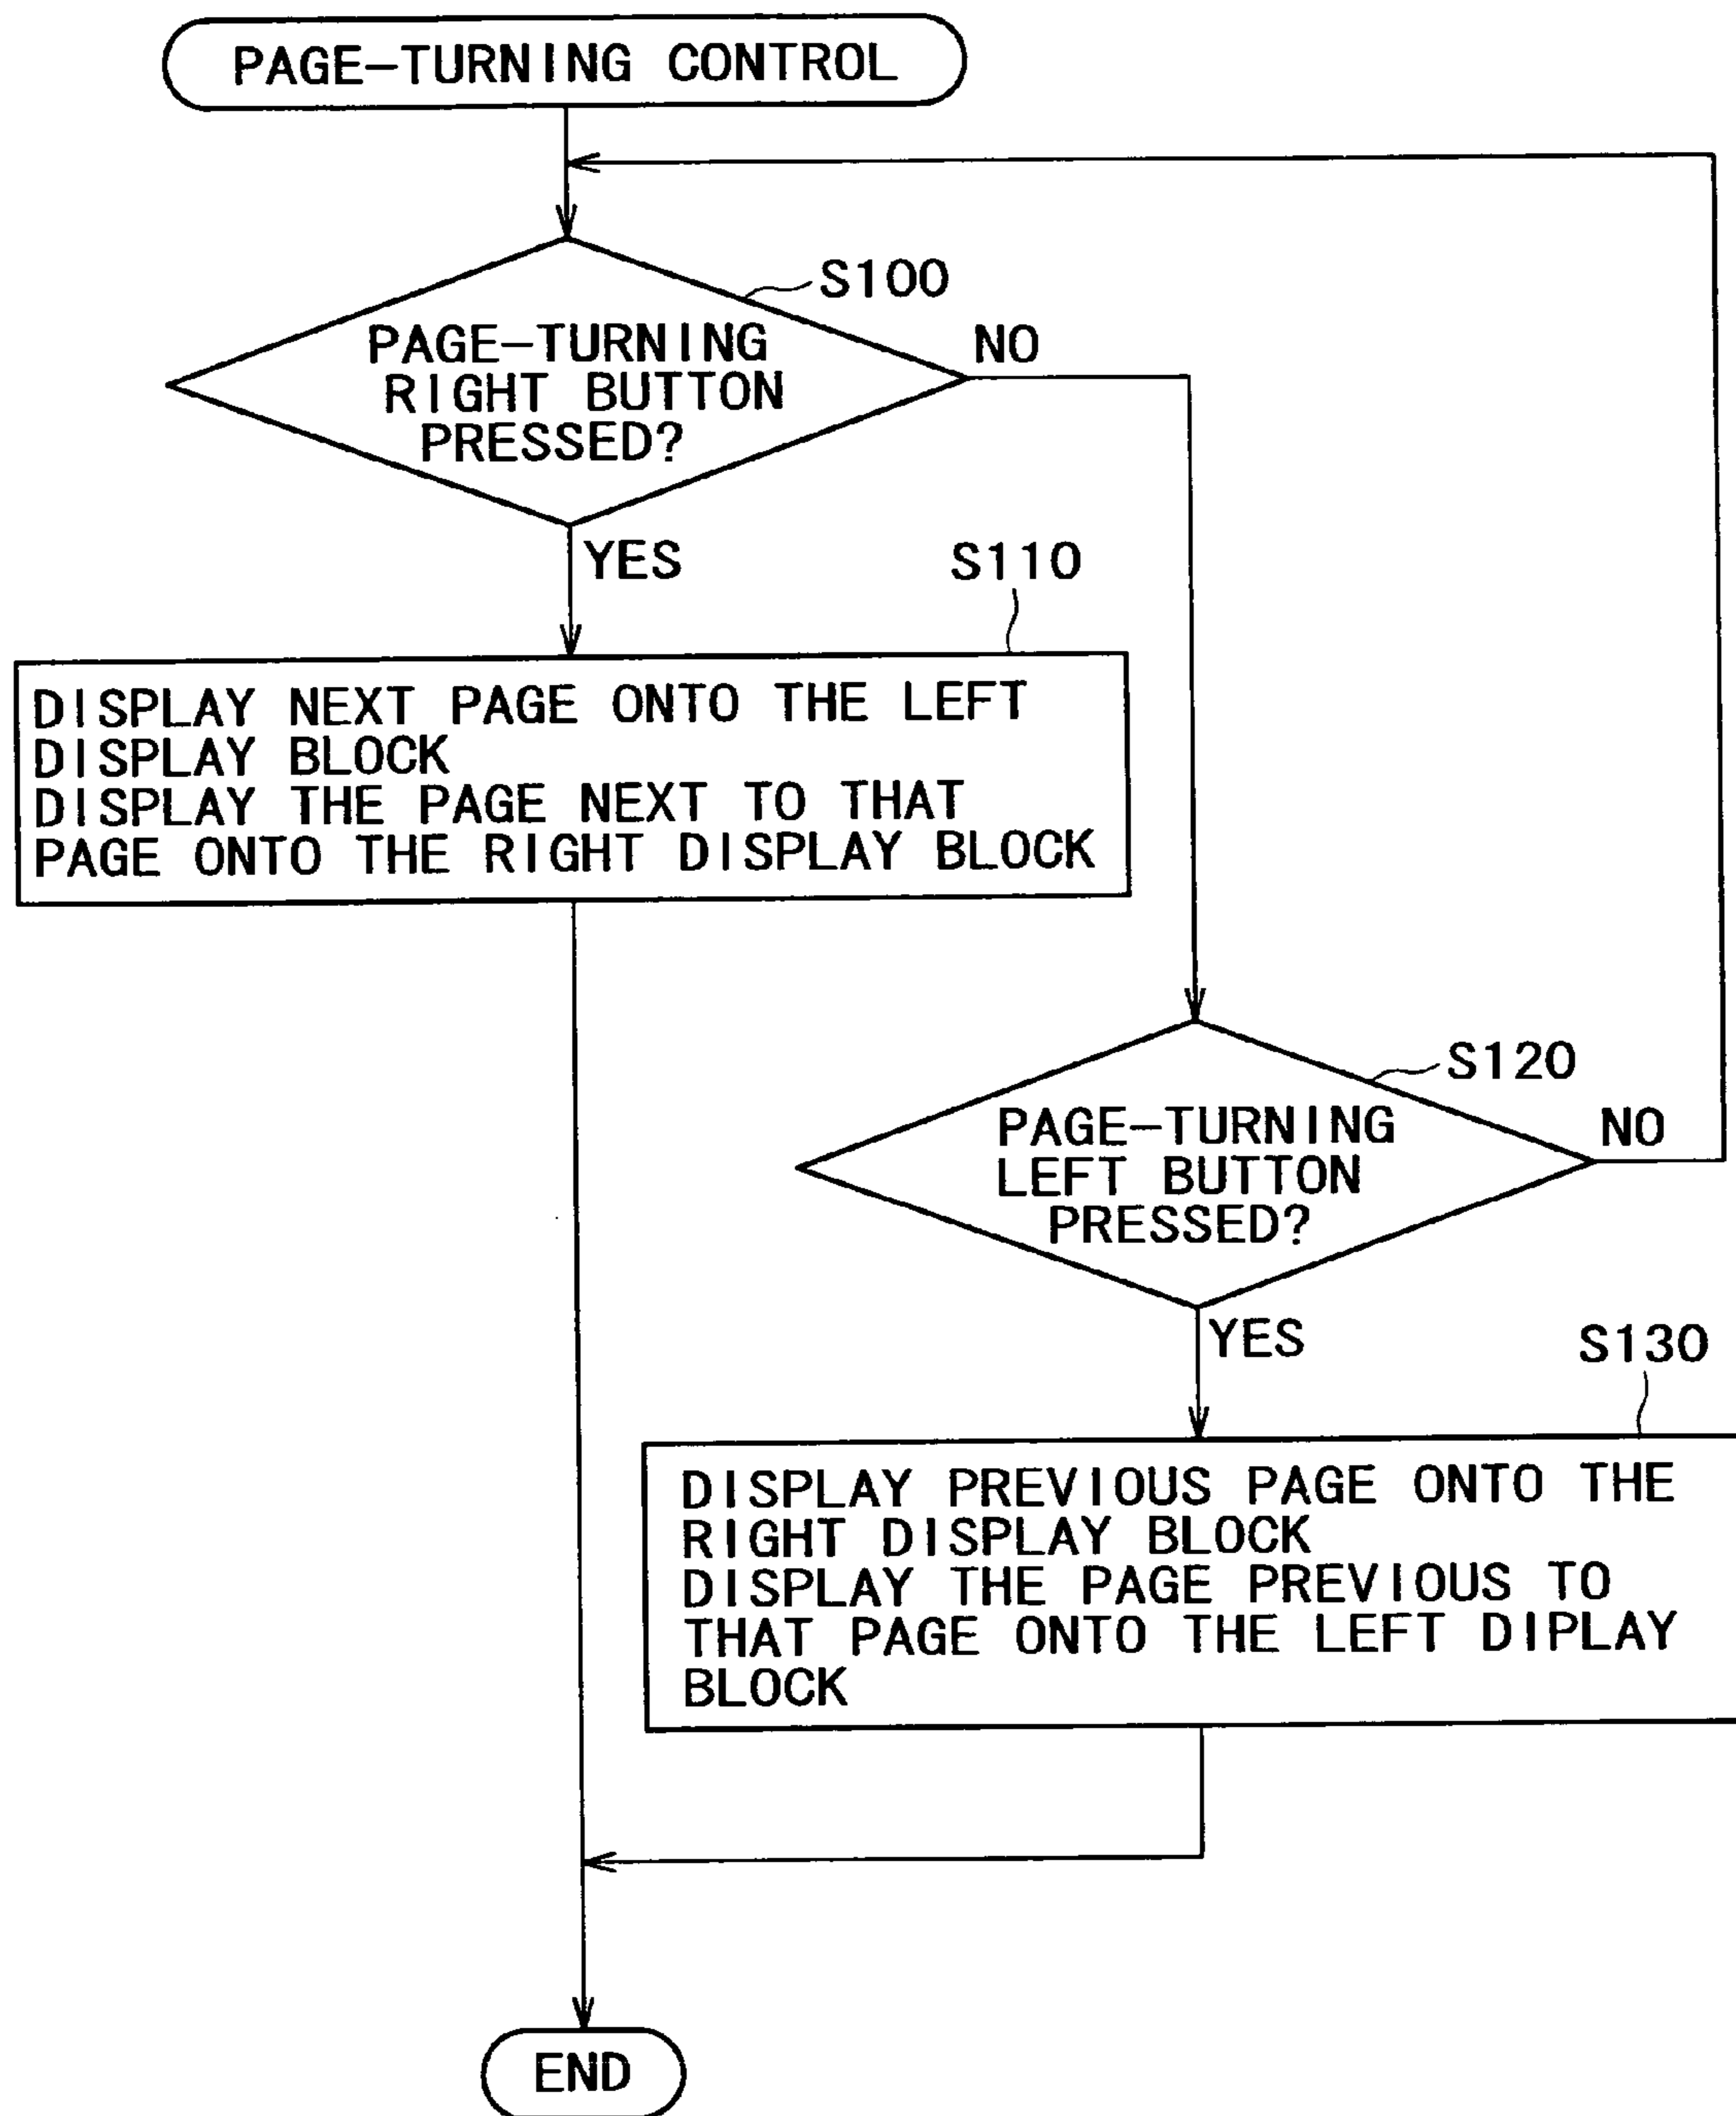 PAGE-TURNING CONTROL
S100
PAGE-TURNING
RIGHT BUTTON
PRESSED?
NO
YES
S110
DISPLAY NEXT PAGE ONTO THE LEFT
DISPLAY BLOCK
DISPLAY THE PAGE NEXT TO THAT
PAGE ONTO THE RIGHT DISPLAY BLOCK
S120
PAGE-TURNING
LEFT BUTTON
PRESSED?
NO
YES
S130
DISPLAY PREVIOUS PAGE ONTO THE
RIGHT DISPLAY BLOCK
DISPLAY THE PAGE PREVIOUS TO
THAT PAGE ONTO THE LEFT DIPLAY
BLOCK
END